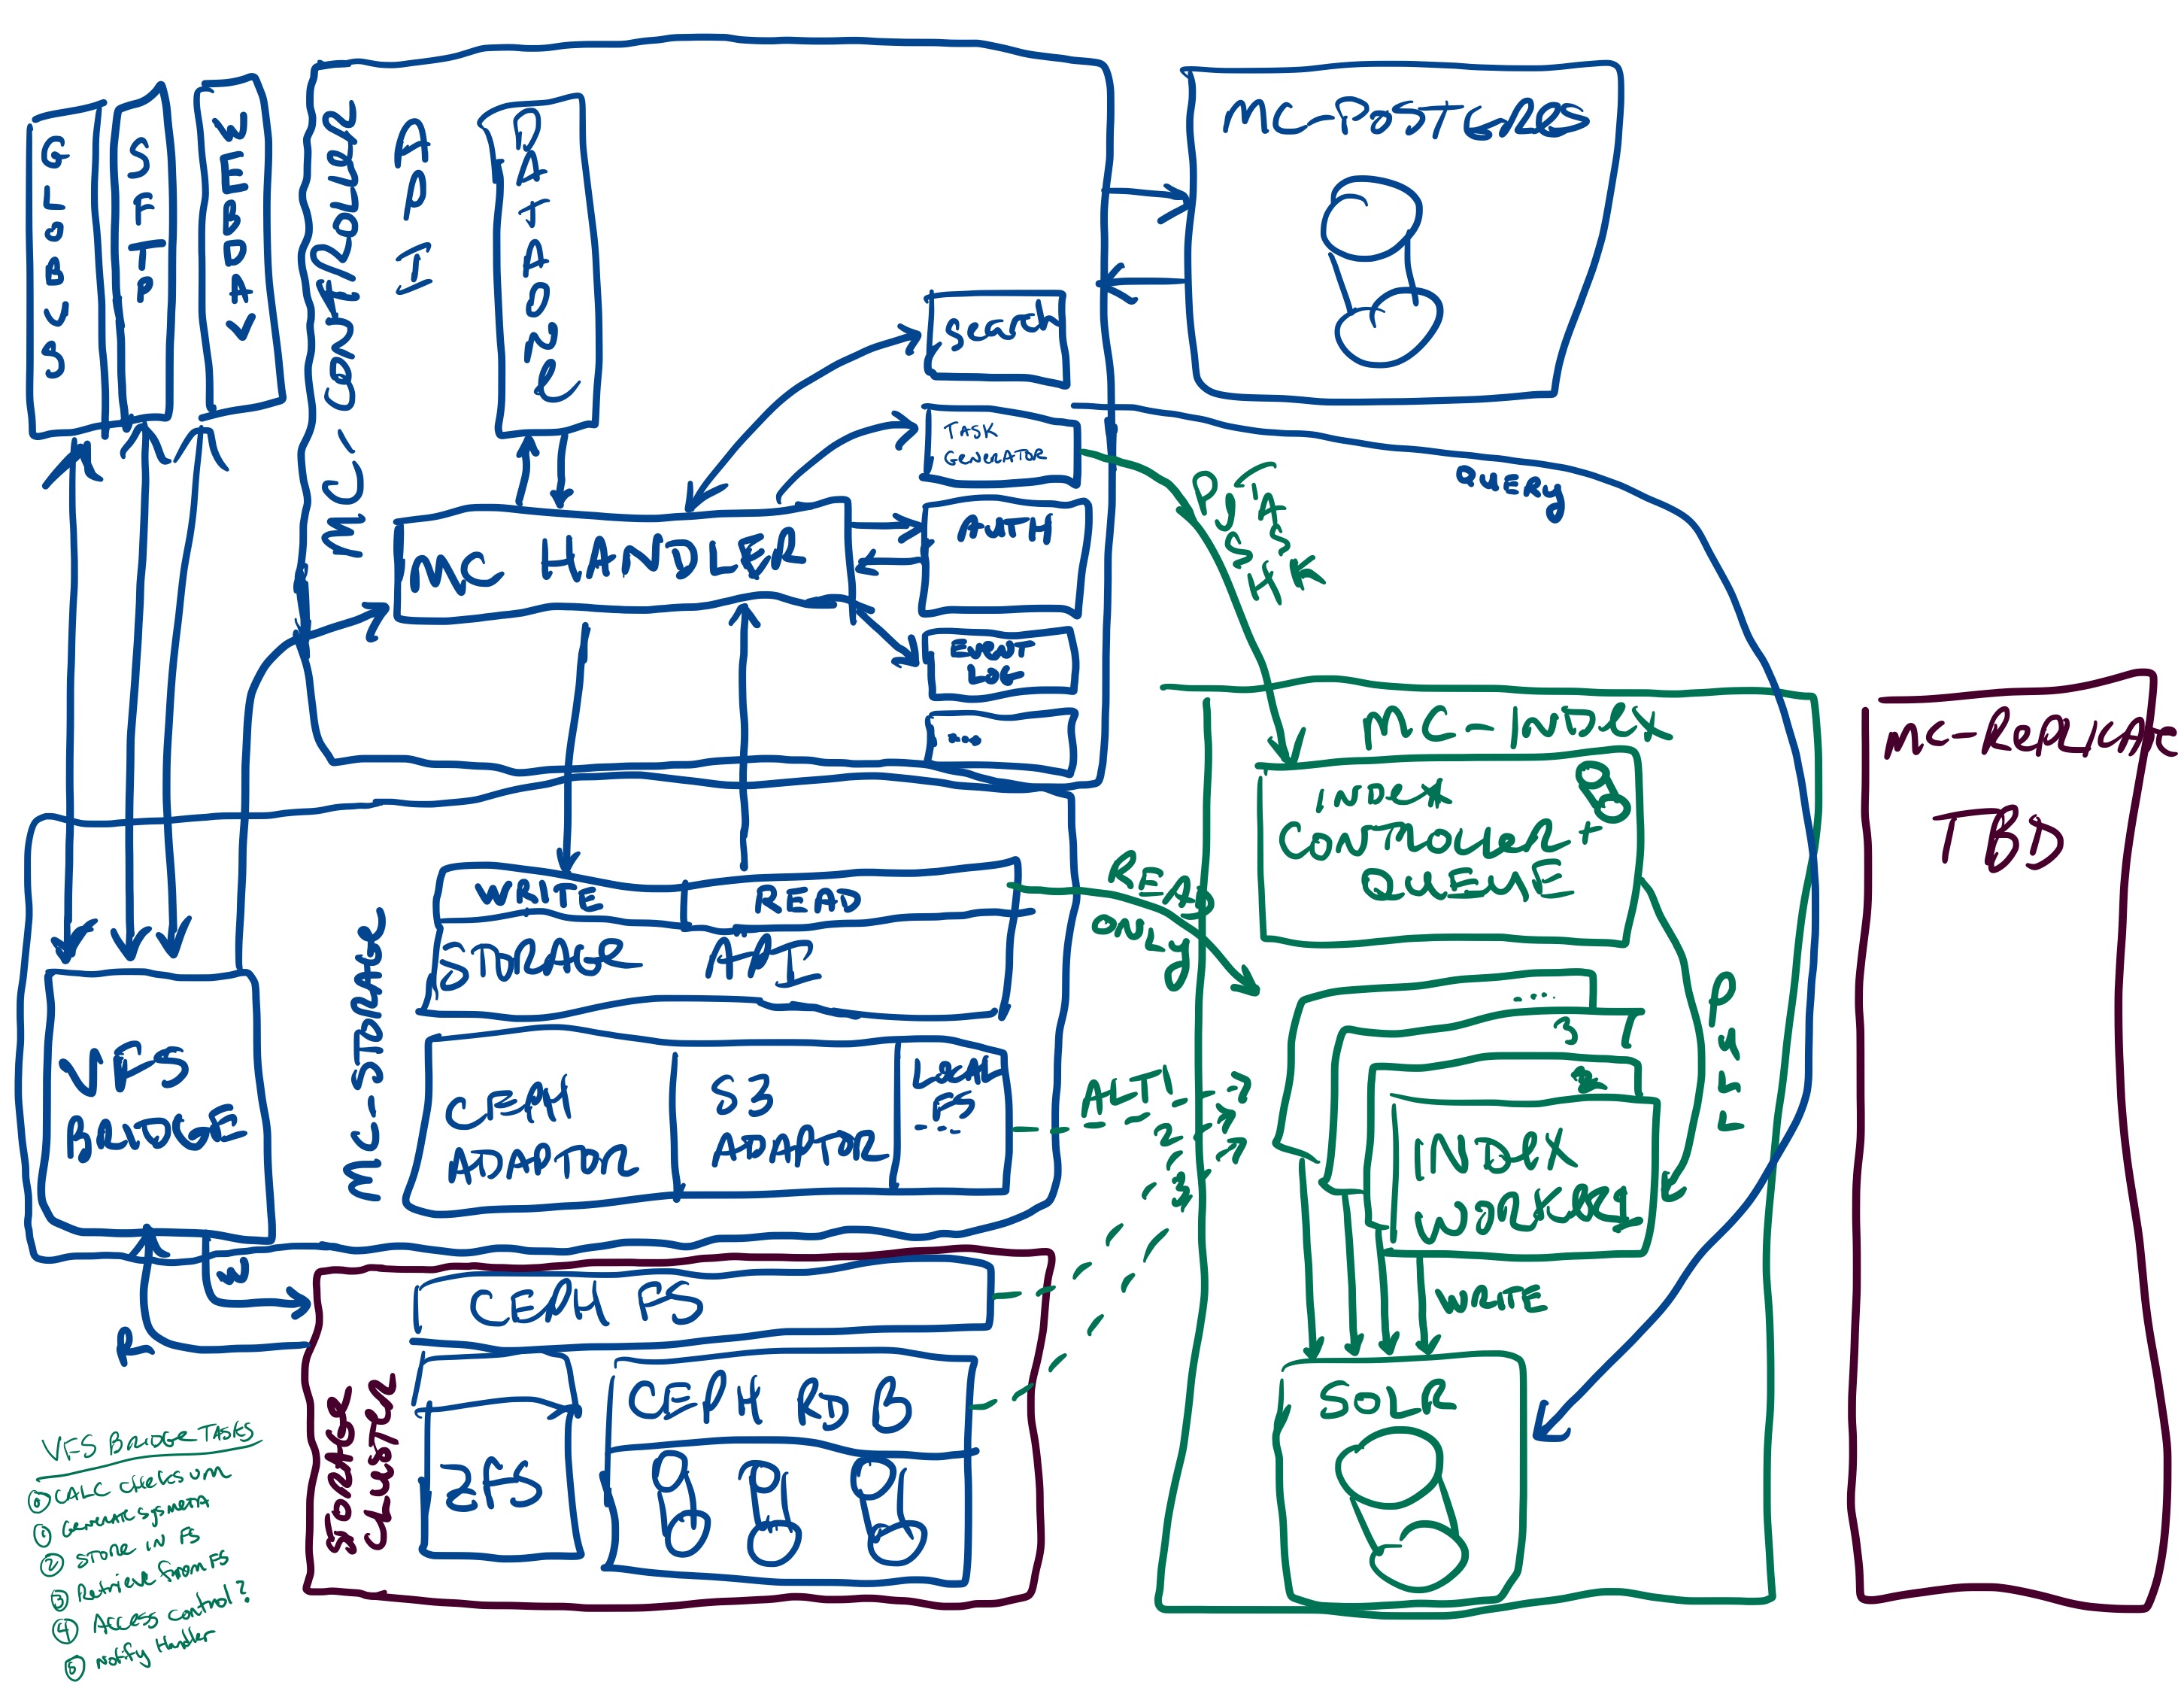 GLOBUS
SFTP
WEBDAV
MC-CONTROLLER
API
DATAONE
MC HANDLER
Search
TASK
GENERATOR
AUTH
EVENT
LOG
...
MC-POSTGRES
QUERY
PUSH
TASK
MC-INDEX
INDEX
CONTROLLER +
QUEUE
MC-REPLICATE
TBD
MC-STORAGE
WRITE
READ
STORAGE API
CEPH
ADAPTOR
S3
ADAPTOR
LOCAL
FS
...
VFS
BRIDGE
READ
ONLY
ALT
1
2
3
???
PULL
....
3
2
INDEX
WORKER 1
WRITE
SOLR
W
R
CEPH FS
ZFS
CEPH RDB
CLUSTER
VFS BRIDGE TASKS
⓪ CALC checksum
① Generate sysmeta
② STORE IN FS
③ Retrieve from FS
④ Access Control?
⑤ Notify Handler